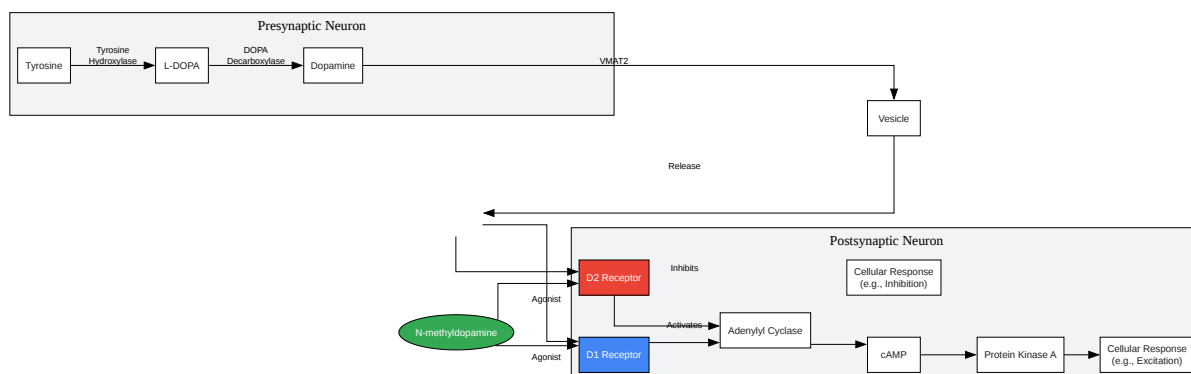 Presynaptic Neuron
Tyrosine
Tyrosine
Hydroxylase
L-DOPA
DOPA
Decarboxylase
Dopamine
VMAT2
Vesicle
Release
Postsynaptic Neuron
D2 Receptor
Inhibits
Cellular Response
(e.g., Inhibition)
Agonist
N-methyldopamine
Activates
Adenylyl Cyclase
Agonist
D1 Receptor
cAMP
Protein Kinase A
Cellular Response
(e.g., Excitation)